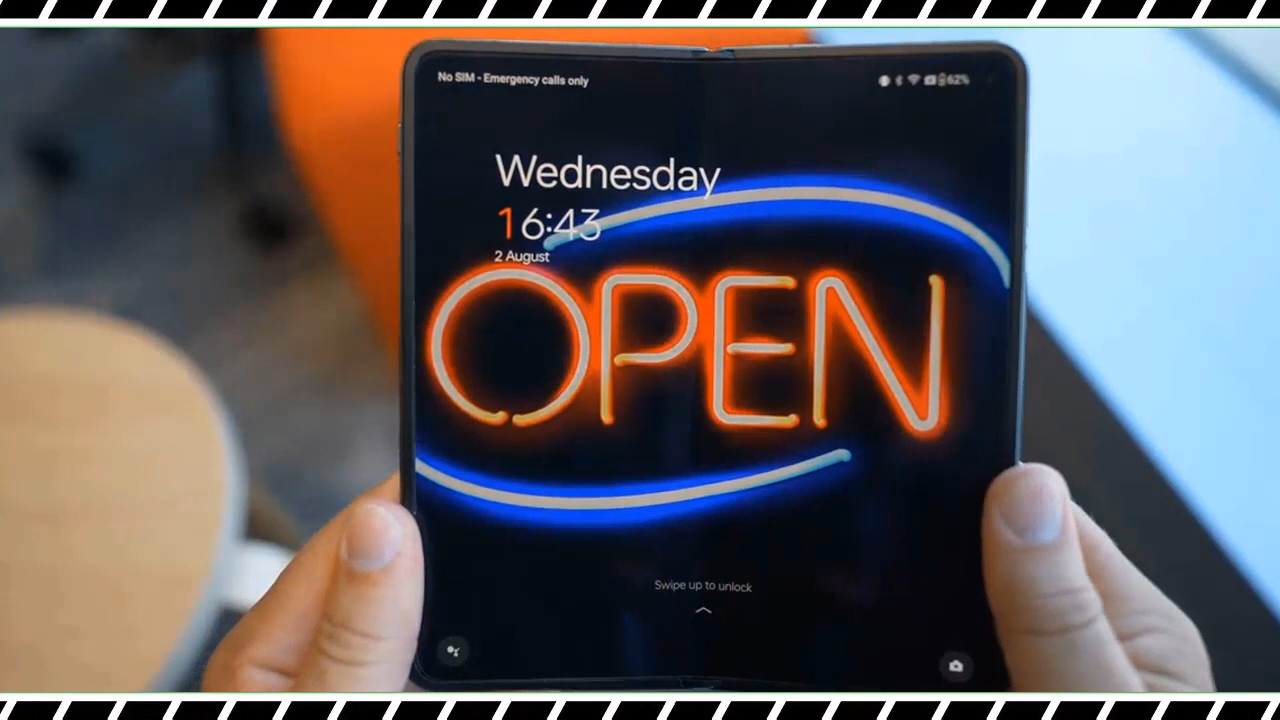 No SIM - Emergency calls only
62%
Wednesday
16:43
2 August
OPEN
Swipe up to unlock